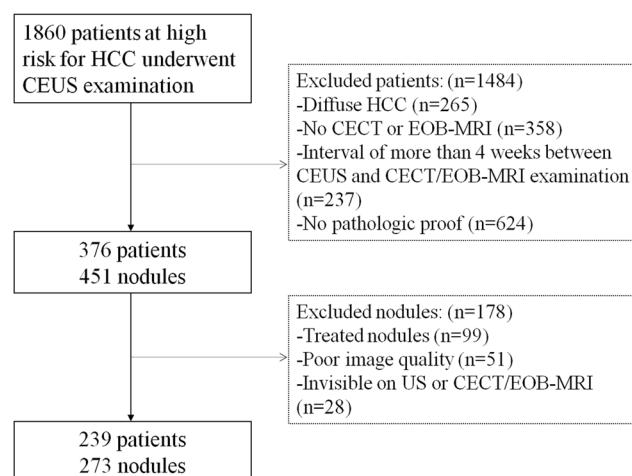 1860 patients at high
risk for HCC underwent
CEUS examination
Excluded patients: (n=1484)
-Diffuse HCC (n=265)
-No CECT or EOB-MRI (n=358)
-Interval of more than 4 weeks between
CEUS and CECT/EOB-MRI examination
(n=237)
-No pathologic proof (n=624)
376 patients
451 nodules
Excluded nodules: (n=178)
-Treated nodules (n=99)
-Poor image quality (n=51)
-Invisible on US or CECT/EOB-MRI
(n=28)
239 patients
273 nodules